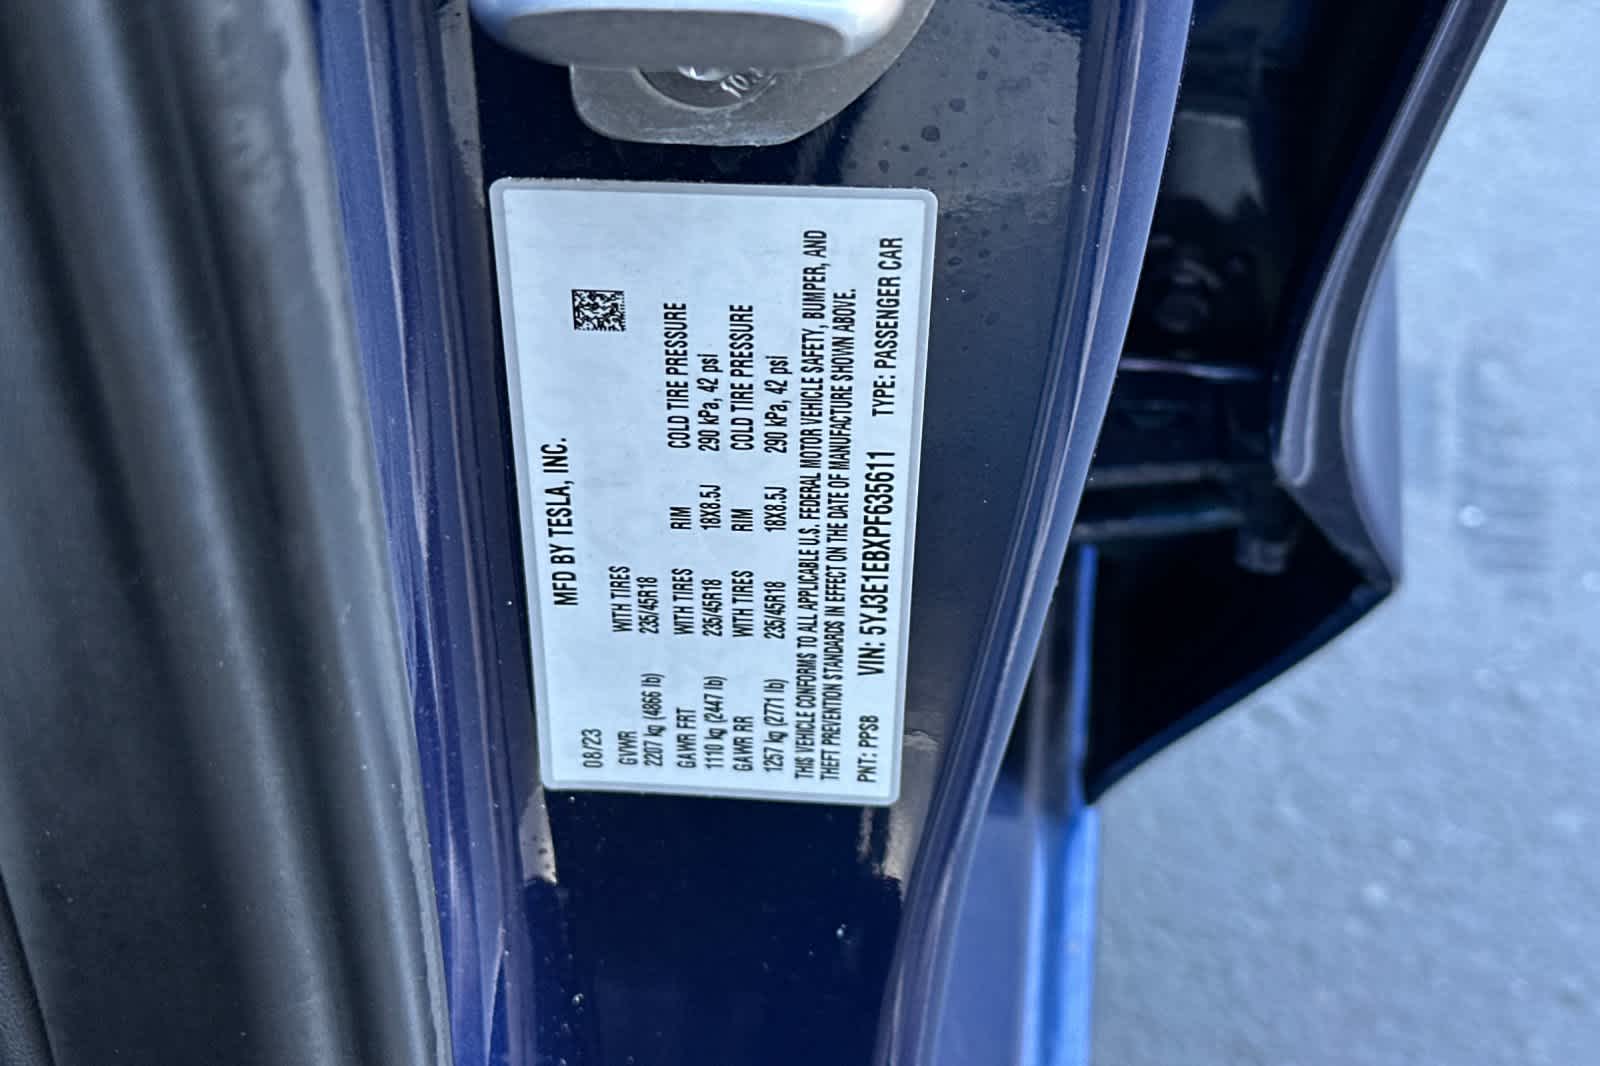 MFD BY TESLA, INC.
08/23
GVWR WITH TIRES
2207 kg (4866 lb) 235/45R18
GAWR FRT WITH TIRES RIM COLD TIRE PRESSURE
1110 kg (2447 lb) 235/45R18 18X8.5J 290 kPa, 42 psi
GAWR RR WITH TIRES RIM COLD TIRE PRESSURE
1257 kg (2771 lb) 235/45R18 18X8.5J 290 kPa, 42 psi
THIS VEHICLE CONFORMS TO ALL APPLICABLE U.S. FEDERAL MOTOR VEHICLE SAFETY, BUMPER, AND
THEFT PREVENTION STANDARDS IN EFFECT ON THE DATE OF MANUFACTURE SHOWN ABOVE.
PNT: PPSB VIN: 5YJ3E1EBXPF635611 TYPE: PASSENGER CAR